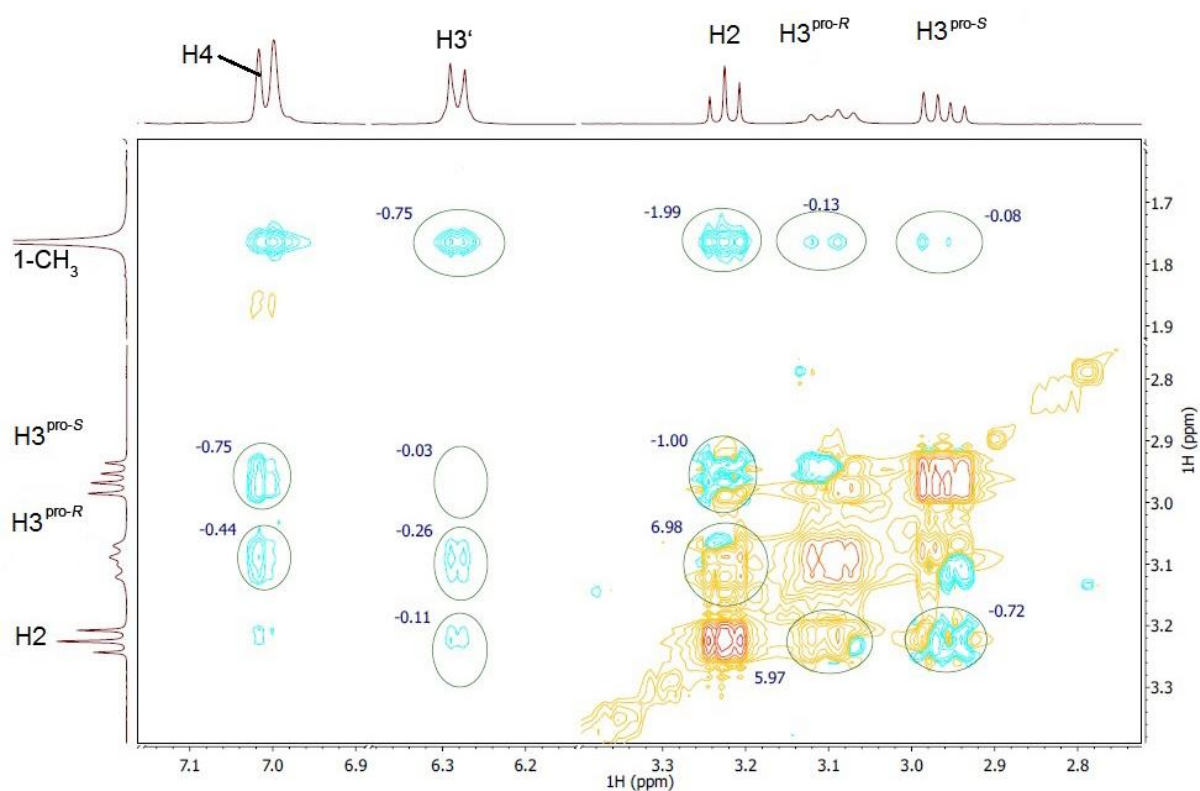 H4
H3‘
H2
H3pro-R
H3pro-S
1-CH3
H3pro-S
H3pro-R
H2
-0.75
-1.99
-0.13
-0.08
-0.75
-0.03
-1.00
-0.44
-0.26
6.98
-0.11
5.97
-0.72
1.7
1.8
1.9
2.8
2.9
3.0
3.1
3.2
3.3
1H (ppm)
7.1 7.0 6.9 6.3 6.2 3.3 3.2 3.1 3.0 2.9 2.8
1H (ppm)